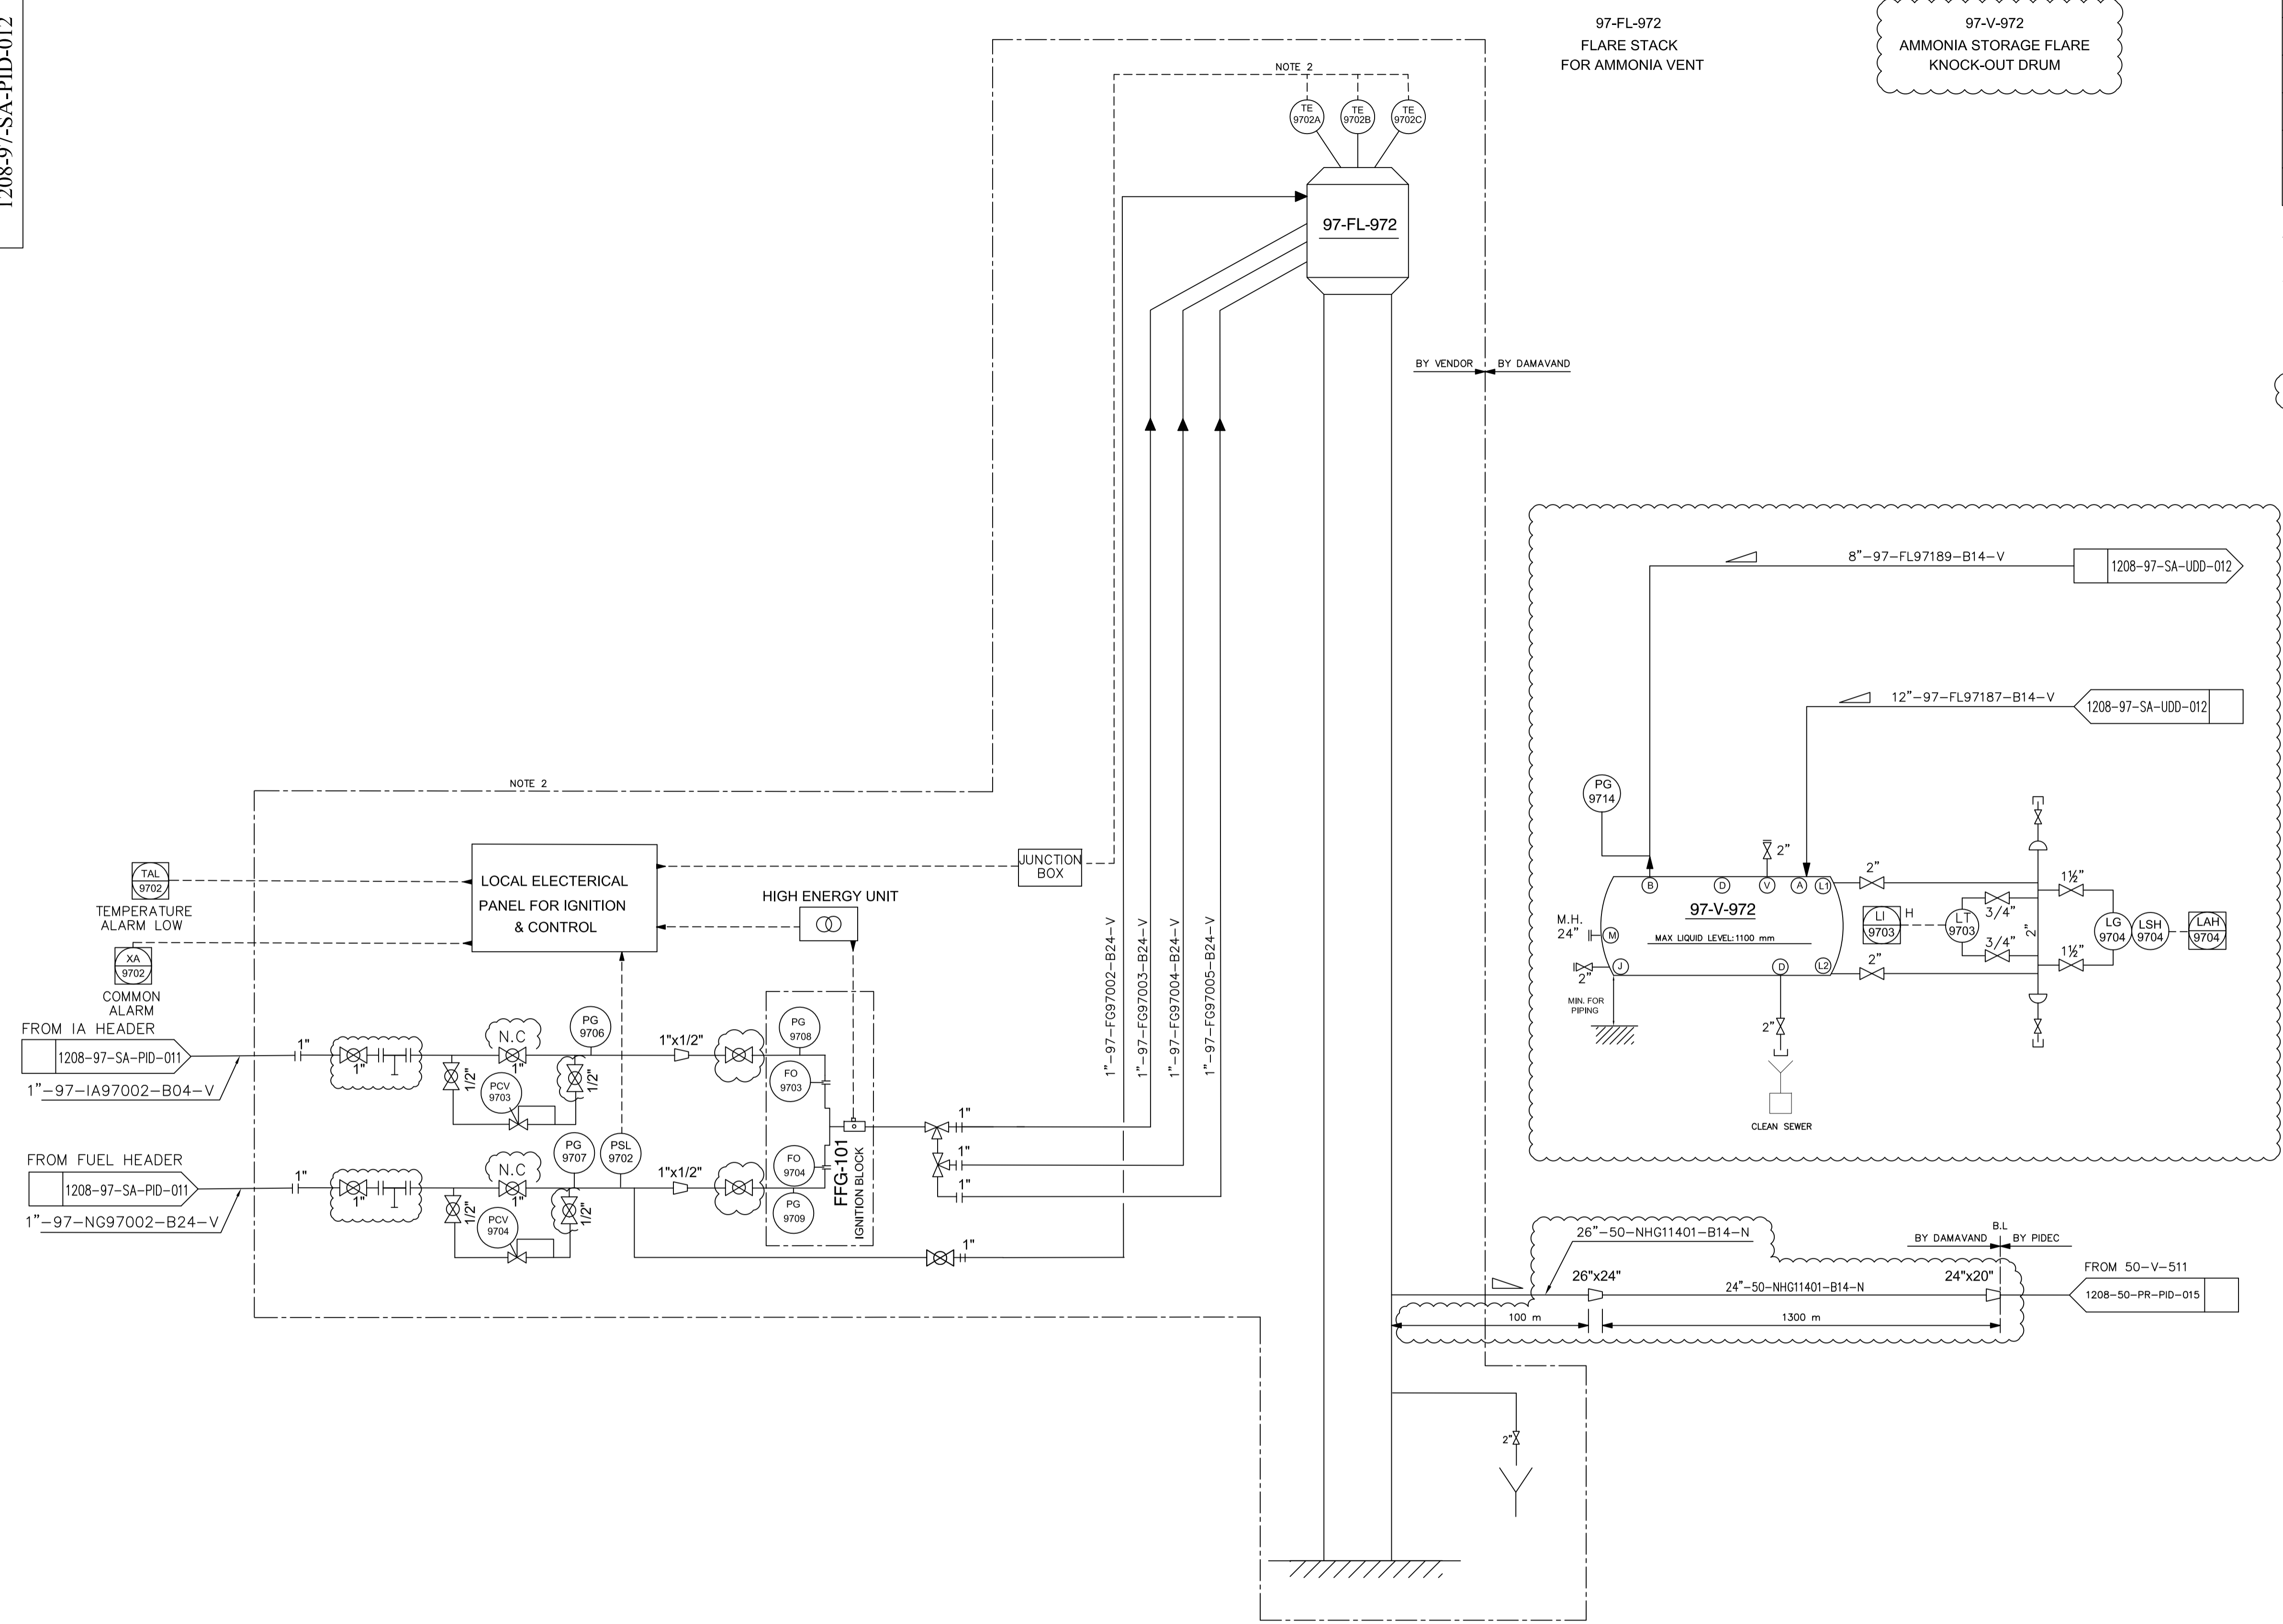 1208-97-SA-PID-012
97-FL-972
FLARE STACK
FOR AMMONIA VENT
97-V-972
AMMONIA STORAGE FLARE
KNOCK-OUT DRUM
NOTE 2
TE
9702A
TE
9702B
TE
9702C
97-FL-972
BY VENDOR
BY DAMAVAND
8”-97-FL97189-B14-V
1208-97-SA-UDD-012
12”-97-FL97187-B14-V
1208-97-SA-UDD-012
PG
9714
2”
B
D
V
A
L1
2”
97-V-972
MAX LIQUID LEVEL:1100 mm
M.H.
24”
M
J
2”
D
L2
2”
MIN. FOR
PIPING
2”
CLEAN SEWER
LI
9703
H
LT
9703
3/4”
3/4”
2”
1½”
1½”
LG
9704
LSH
9704
LAH
9704
NOTE 2
TAL
9702
TEMPERATURE
ALARM LOW
XA
9702
COMMON
ALARM
LOCAL ELECTERICAL
PANEL FOR IGNITION
& CONTROL
HIGH ENERGY UNIT
JUNCTION
BOX
1”-97-FG97002-B24-V
1”-97-FG97003-B24-V
1”-97-FG97004-B24-V
1”-97-FG97005-B24-V
FROM IA HEADER
1208-97-SA-PID-011
1”-97-IA97002-B04-V
1"
1"
N.C
1"
1/2"
PCV
9703
1/2"
PG
9706
1"x1/2"
PG
9708
FO
9703
FROM FUEL HEADER
1208-97-SA-PID-011
1”-97-NG97002-B24-V
1"
1"
N.C
1"
1/2"
PCV
9704
1/2"
PG
9707
PSL
9702
1"x1/2"
FO
9704
PG
9709
FFG-101
IGNITION BLOCK
1"
1"
1"
1"
26”-50-NHG11401-B14-N
26"x24"
24”-50-NHG11401-B14-N
24"x20"
BY DAMAVAND
B.L
BY PIDEC
FROM 50-V-511
1208-50-PR-PID-015
100 m
1300 m
2”